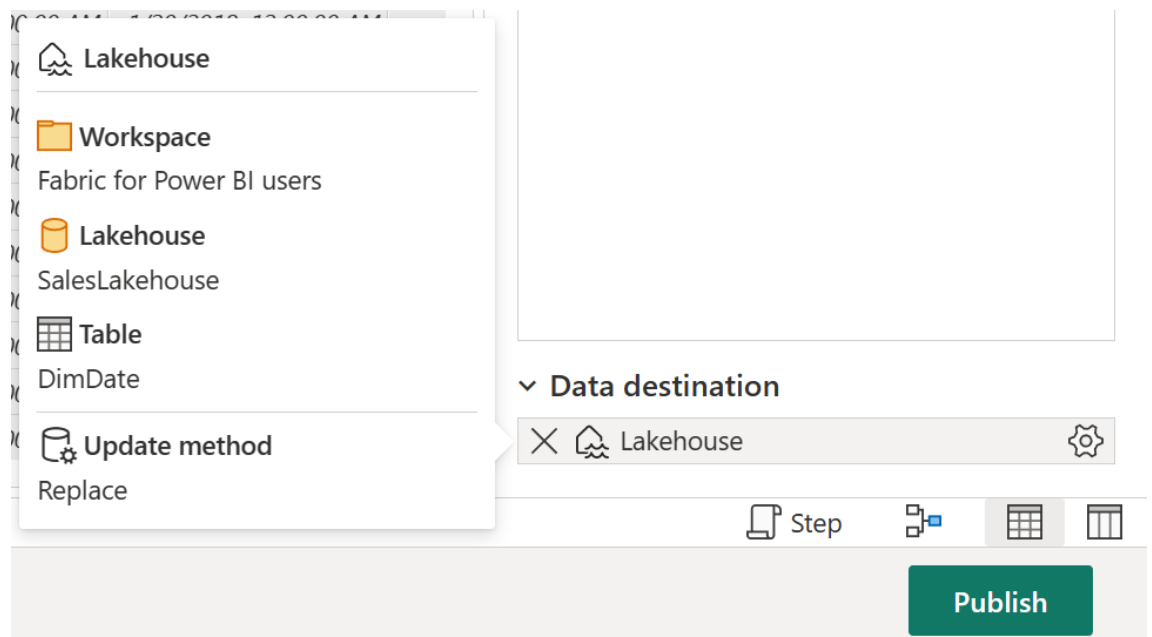 Lakehouse
Workspace
Fabric for Power BI users
Lakehouse
SalesLakehouse
Table
DimDate
Update method
Replace
Data destination
Lakehouse
Step
Publish